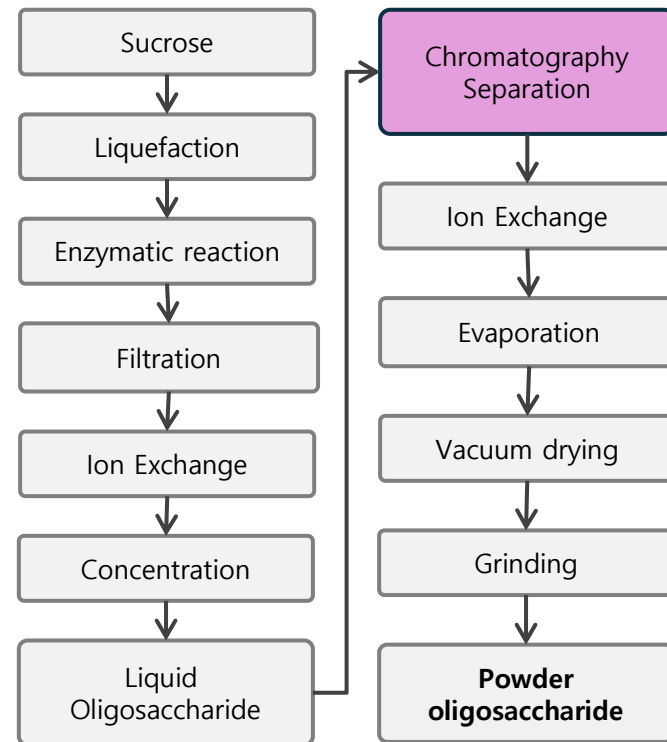 Sucrose
Liquefaction
Enzymatic reaction
Filtration
Ion Exchange
Concentration
Liquid
Oligosaccharide
Chromatography
Separation
Ion Exchange
Evaporation
Vacuum drying
Grinding
Powder
oligosaccharide